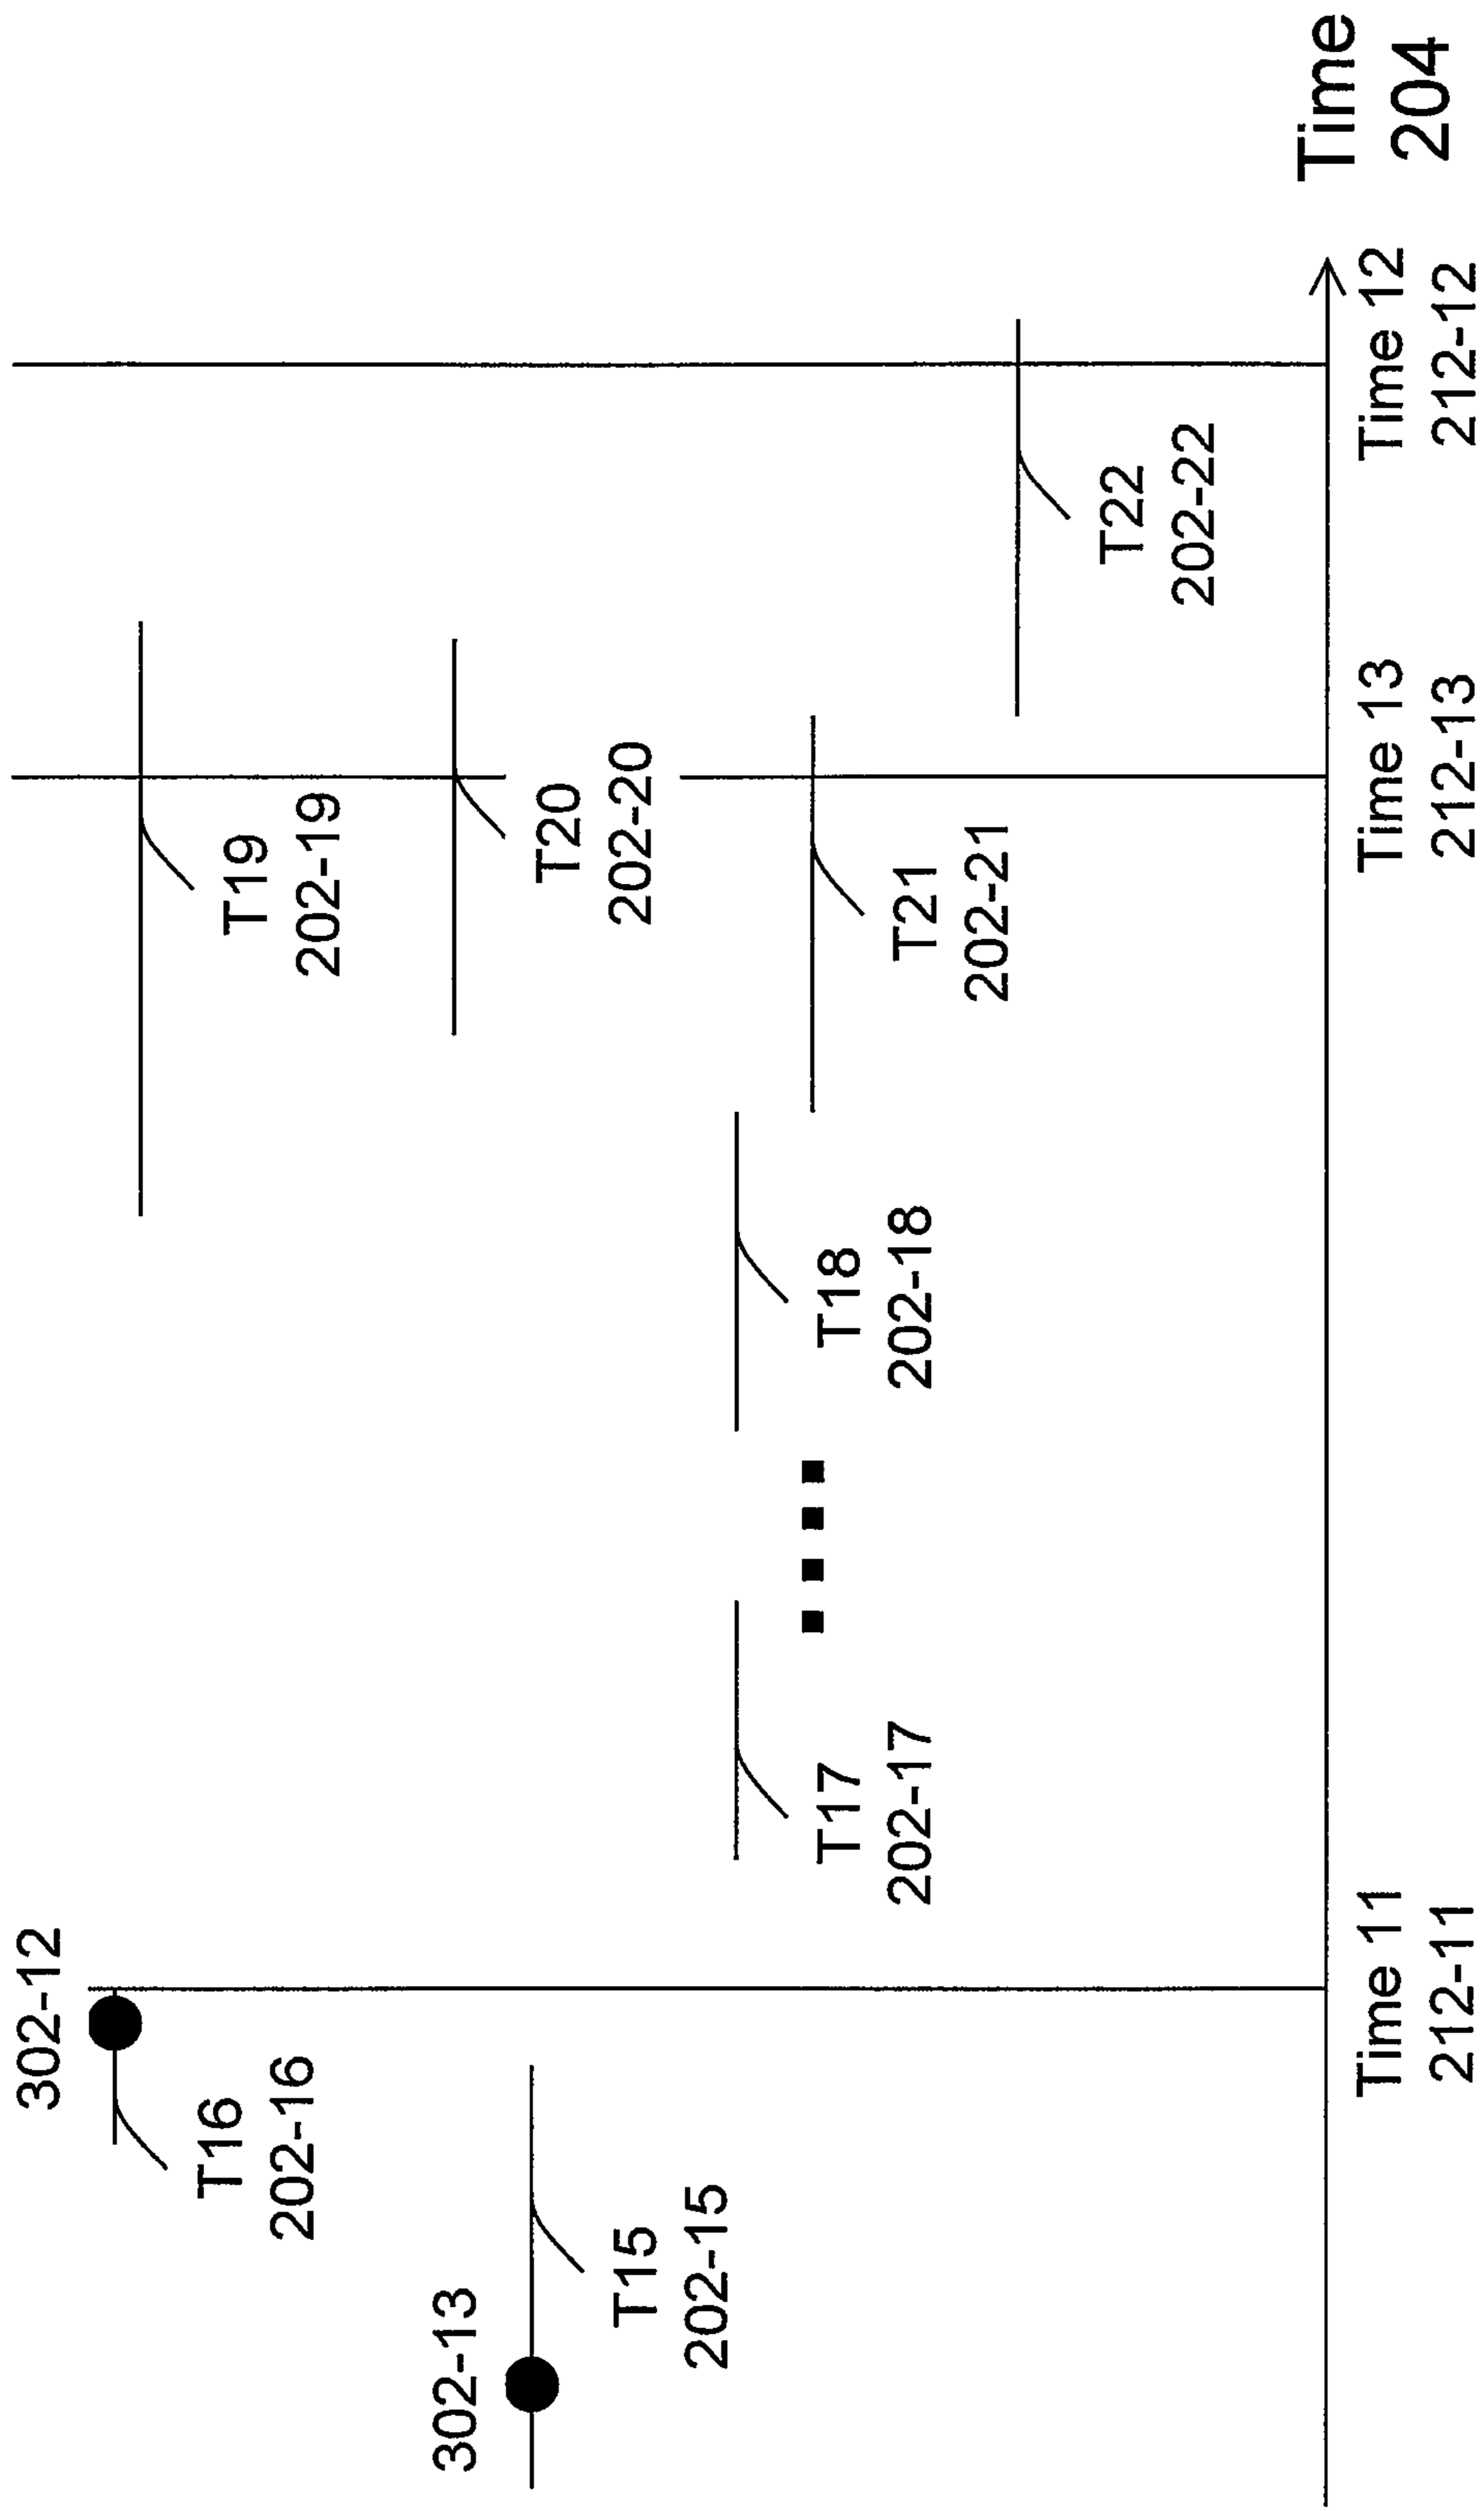 302-12
T16
202-16
302-13
T15
202-15
T17
202-17
T18
202-18
T19
202-19
T20
202-20
T21
202-21
T22
202-22
Time 11
212-11
Time 13
212-13
Time 12
212-12
Time
204